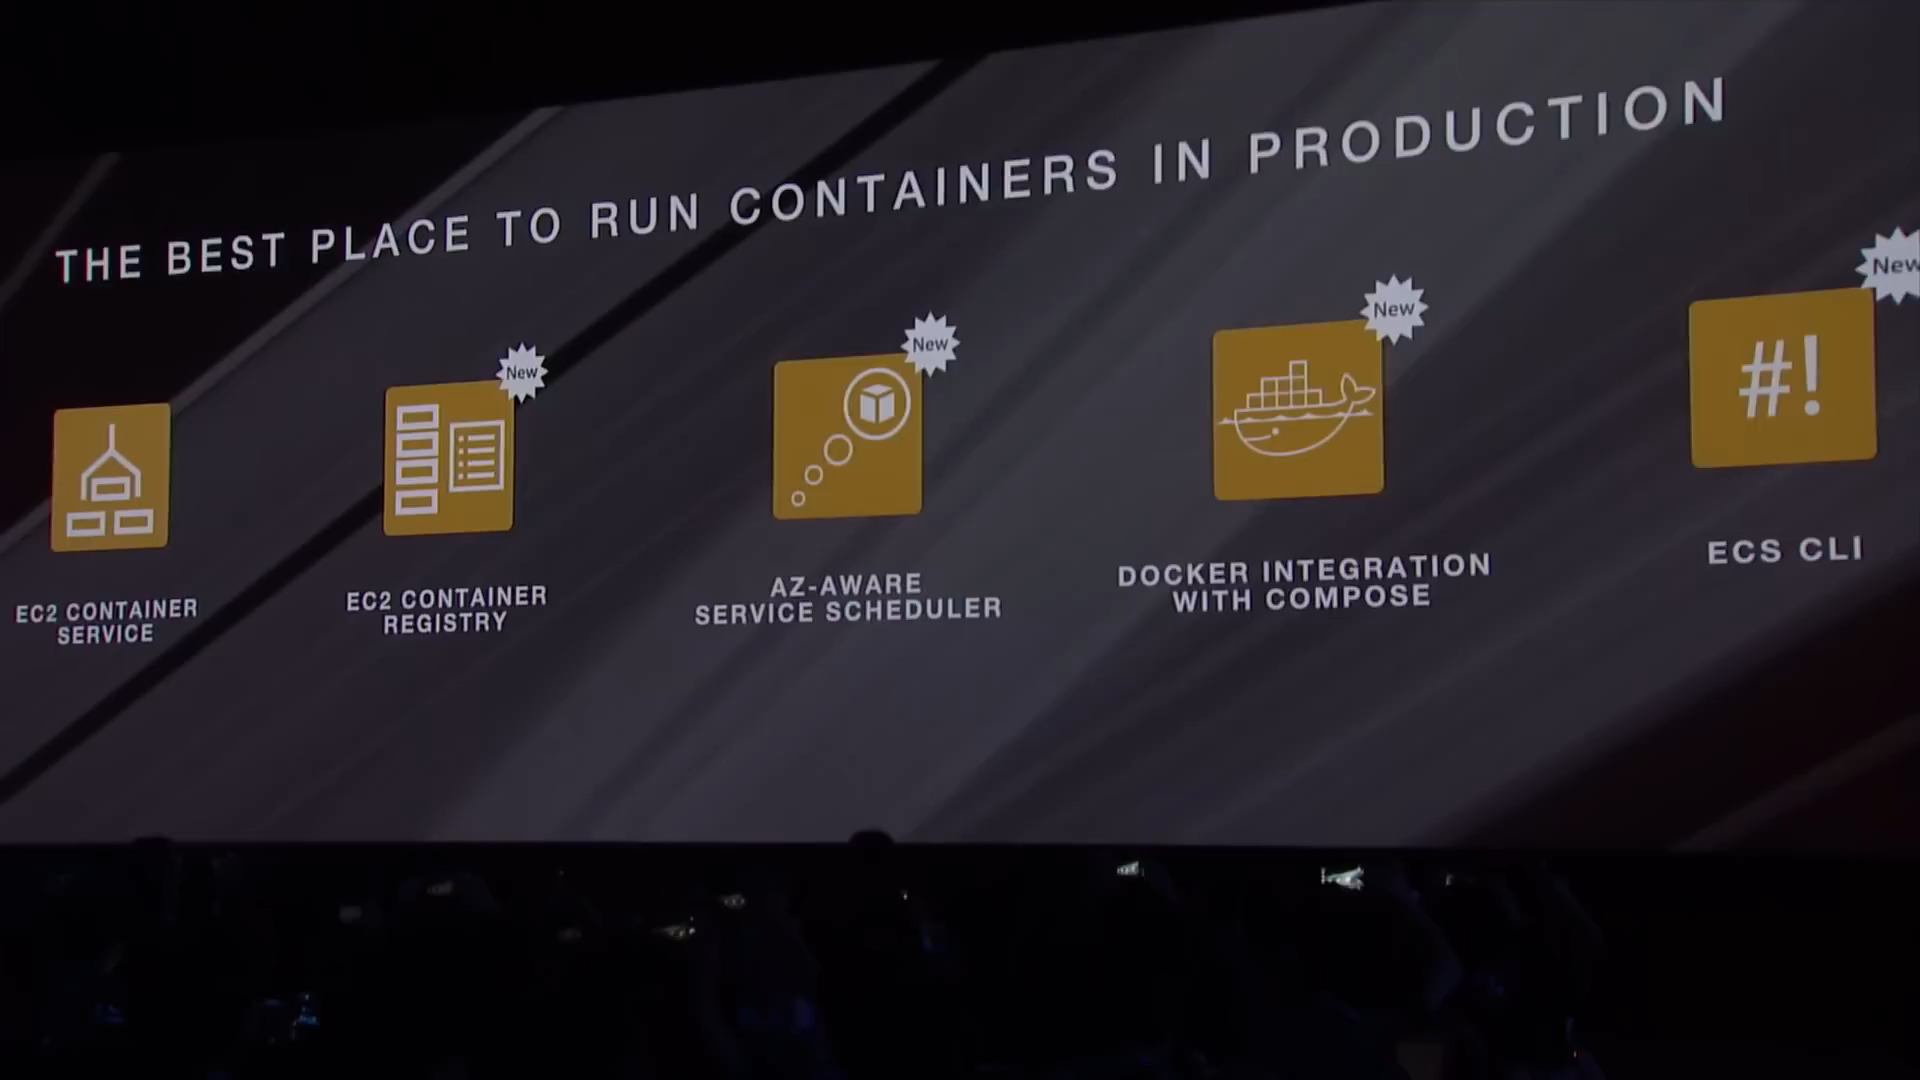 THE BEST PLACE TO RUN CONTAINERS IN PRODUCTION
New
New
New
New
#!
EC2 CONTAINER
SERVICE
EC2 CONTAINER
REGISTRY
AZ-AWARE
SERVICE SCHEDULER
DOCKER INTEGRATION
WITH COMPOSE
ECS CLI